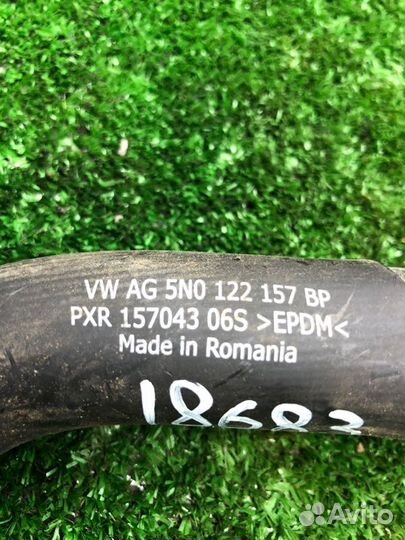 VW AG 5N0 122 157 BP
PXR 157043 06S >EPDM<
Made in Romania
18683
Avito